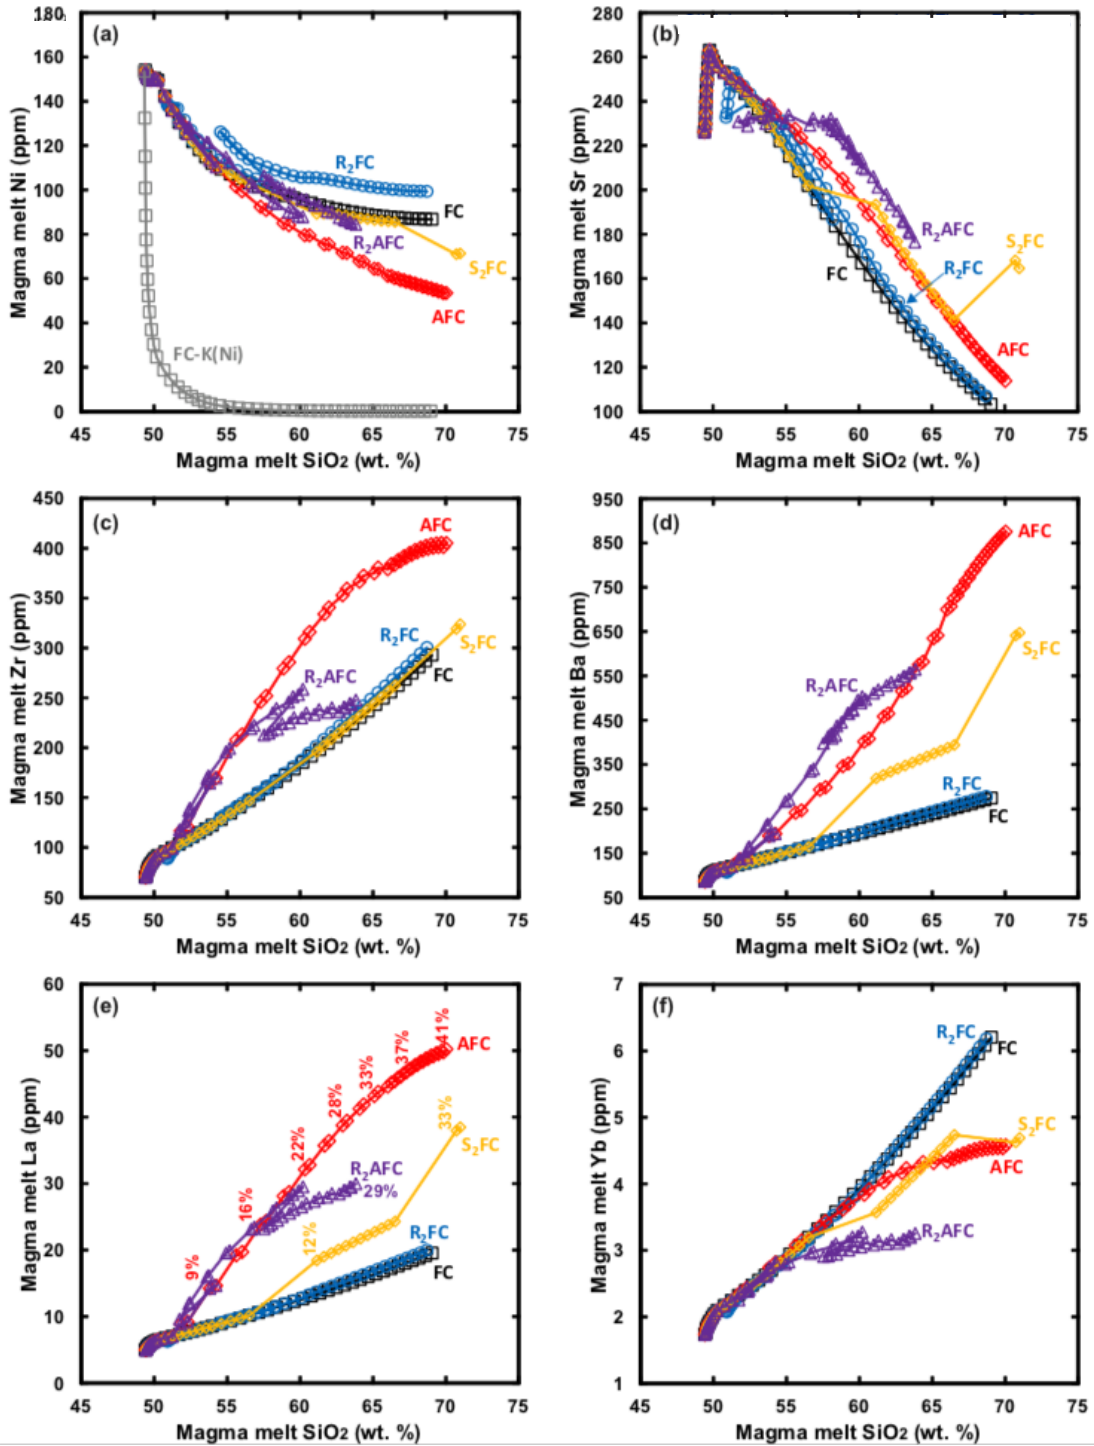 (a)
Magma melt Ni (ppm)
180
160
140
120
100
80
60
40
20
0
R2FC
FC
R2AFC
S2FC
AFC
FC-K(Ni)
45 50 55 60 65 70 75
Magma melt SiO2 (wt. %)
(b)
Magma melt Sr (ppm)
280
260
240
220
200
180
160
140
120
100
R2AFC
S2FC
R2FC
FC
AFC
45 50 55 60 65 70 75
Magma melt SiO2 (wt. %)
(c)
Magma melt Zr (ppm)
450
400
350
300
250
200
150
100
50
AFC
R2FC
S2FC
FC
R2AFC
45 50 55 60 65 70 75
Magma melt SiO2 (wt. %)
(d)
Magma melt Ba (ppm)
950
850
750
650
550
450
350
250
150
50
AFC
S2FC
R2AFC
R2FC
FC
45 50 55 60 65 70 75
Magma melt SiO2 (wt. %)
(e)
Magma melt La (ppm)
60
50
40
30
20
10
0
9%
16%
22%
28%
33%
37%
41%
AFC
33%
S2FC
R2AFC
29%
12%
R2FC
FC
45 50 55 60 65 70 75
Magma melt SiO2 (wt. %)
(f)
Magma melt Yb (ppm)
7
6
5
4
3
2
1
R2FC
FC
S2FC
AFC
R2AFC
45 50 55 60 65 70 75
Magma melt SiO2 (wt. %)